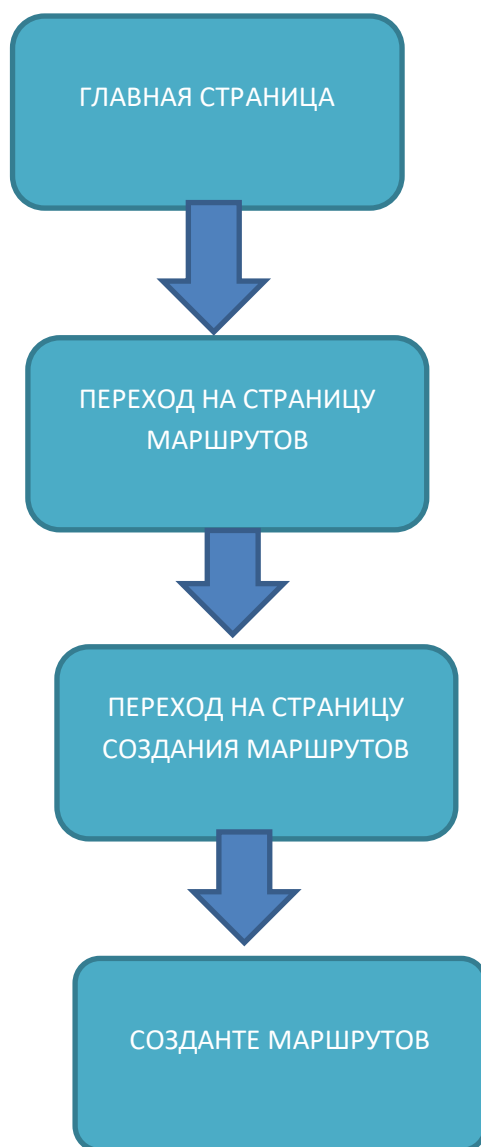 ГЛАВНАЯ СТРАНИЦА
ПЕРЕХОД НА СТРАНИЦУ
МАРШРУТОВ
ПЕРЕХОД НА СТРАНИЦУ
СОЗДАНИЯ МАРШРУТОВ
СОЗДАНТЕ МАРШРУТОВ